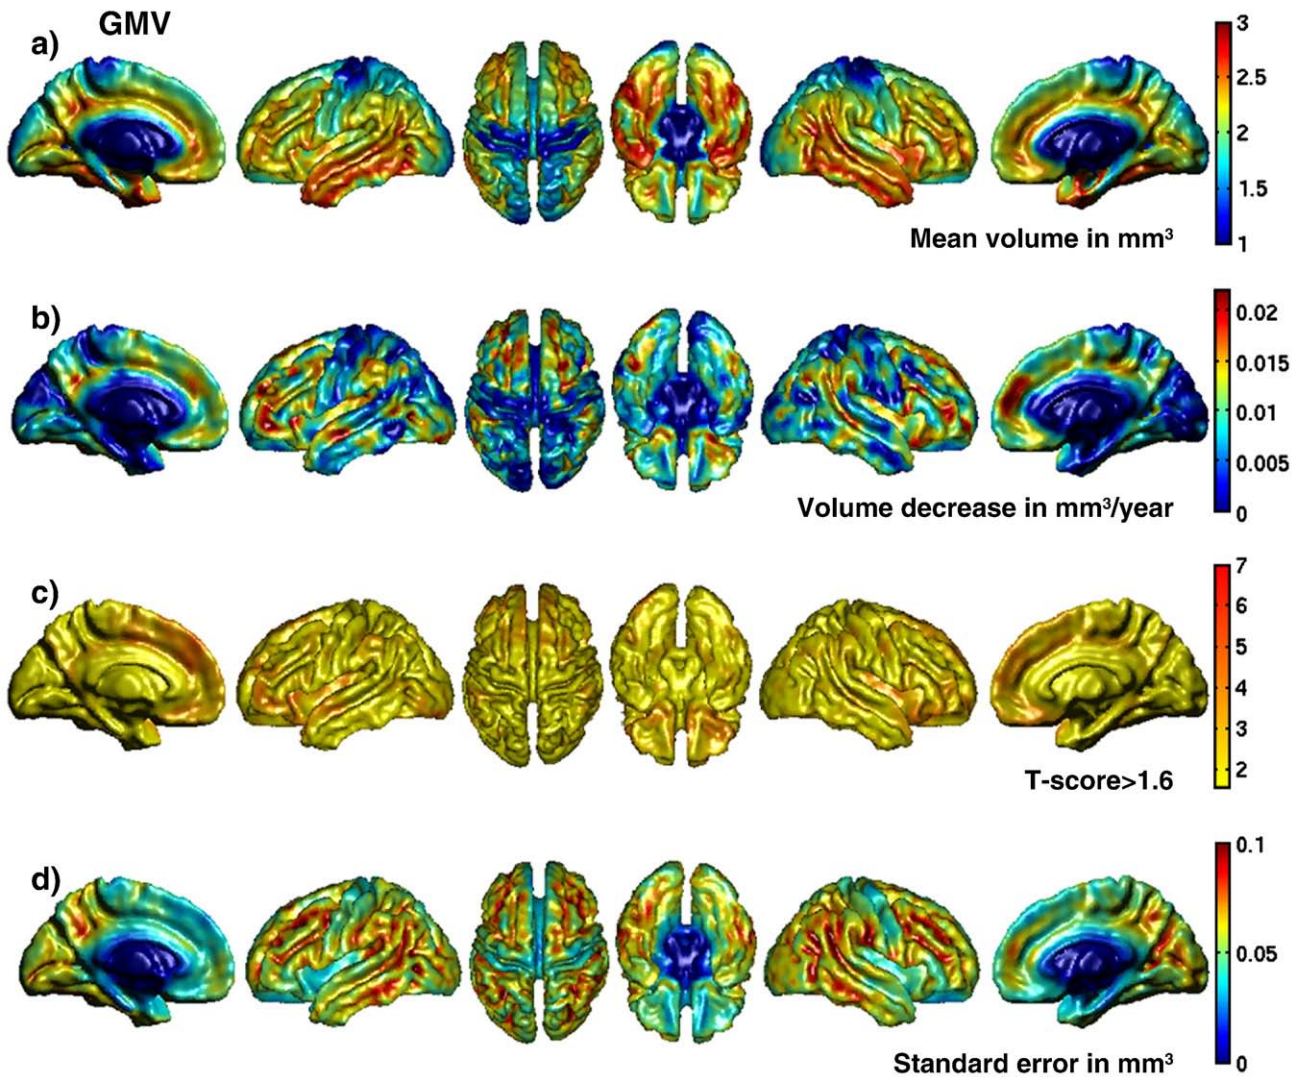 GMV
a)
3
2.5
2
1.5
1
Mean volume in mm³
b)
0.02
0.015
0.01
0.005
0
Volume decrease in mm³/year
c)
7
6
5
4
3
2
T-score>1.6
d)
0.1
0.05
0
Standard error in mm³